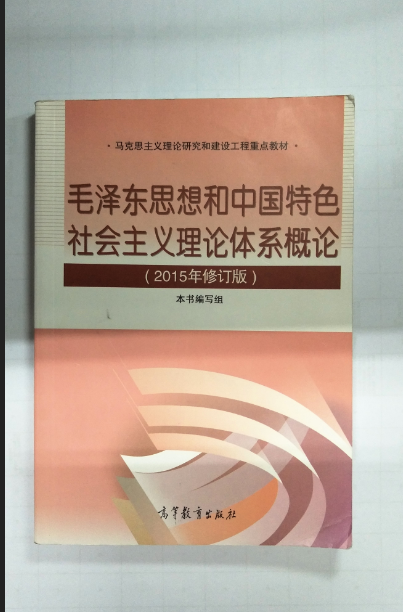 ·马克思主义理论研究和建设工程重点教材·
毛泽东思想和中国特色
社会主义理论体系概论
（2015年修订版）
本书编写组
高等教育出版社